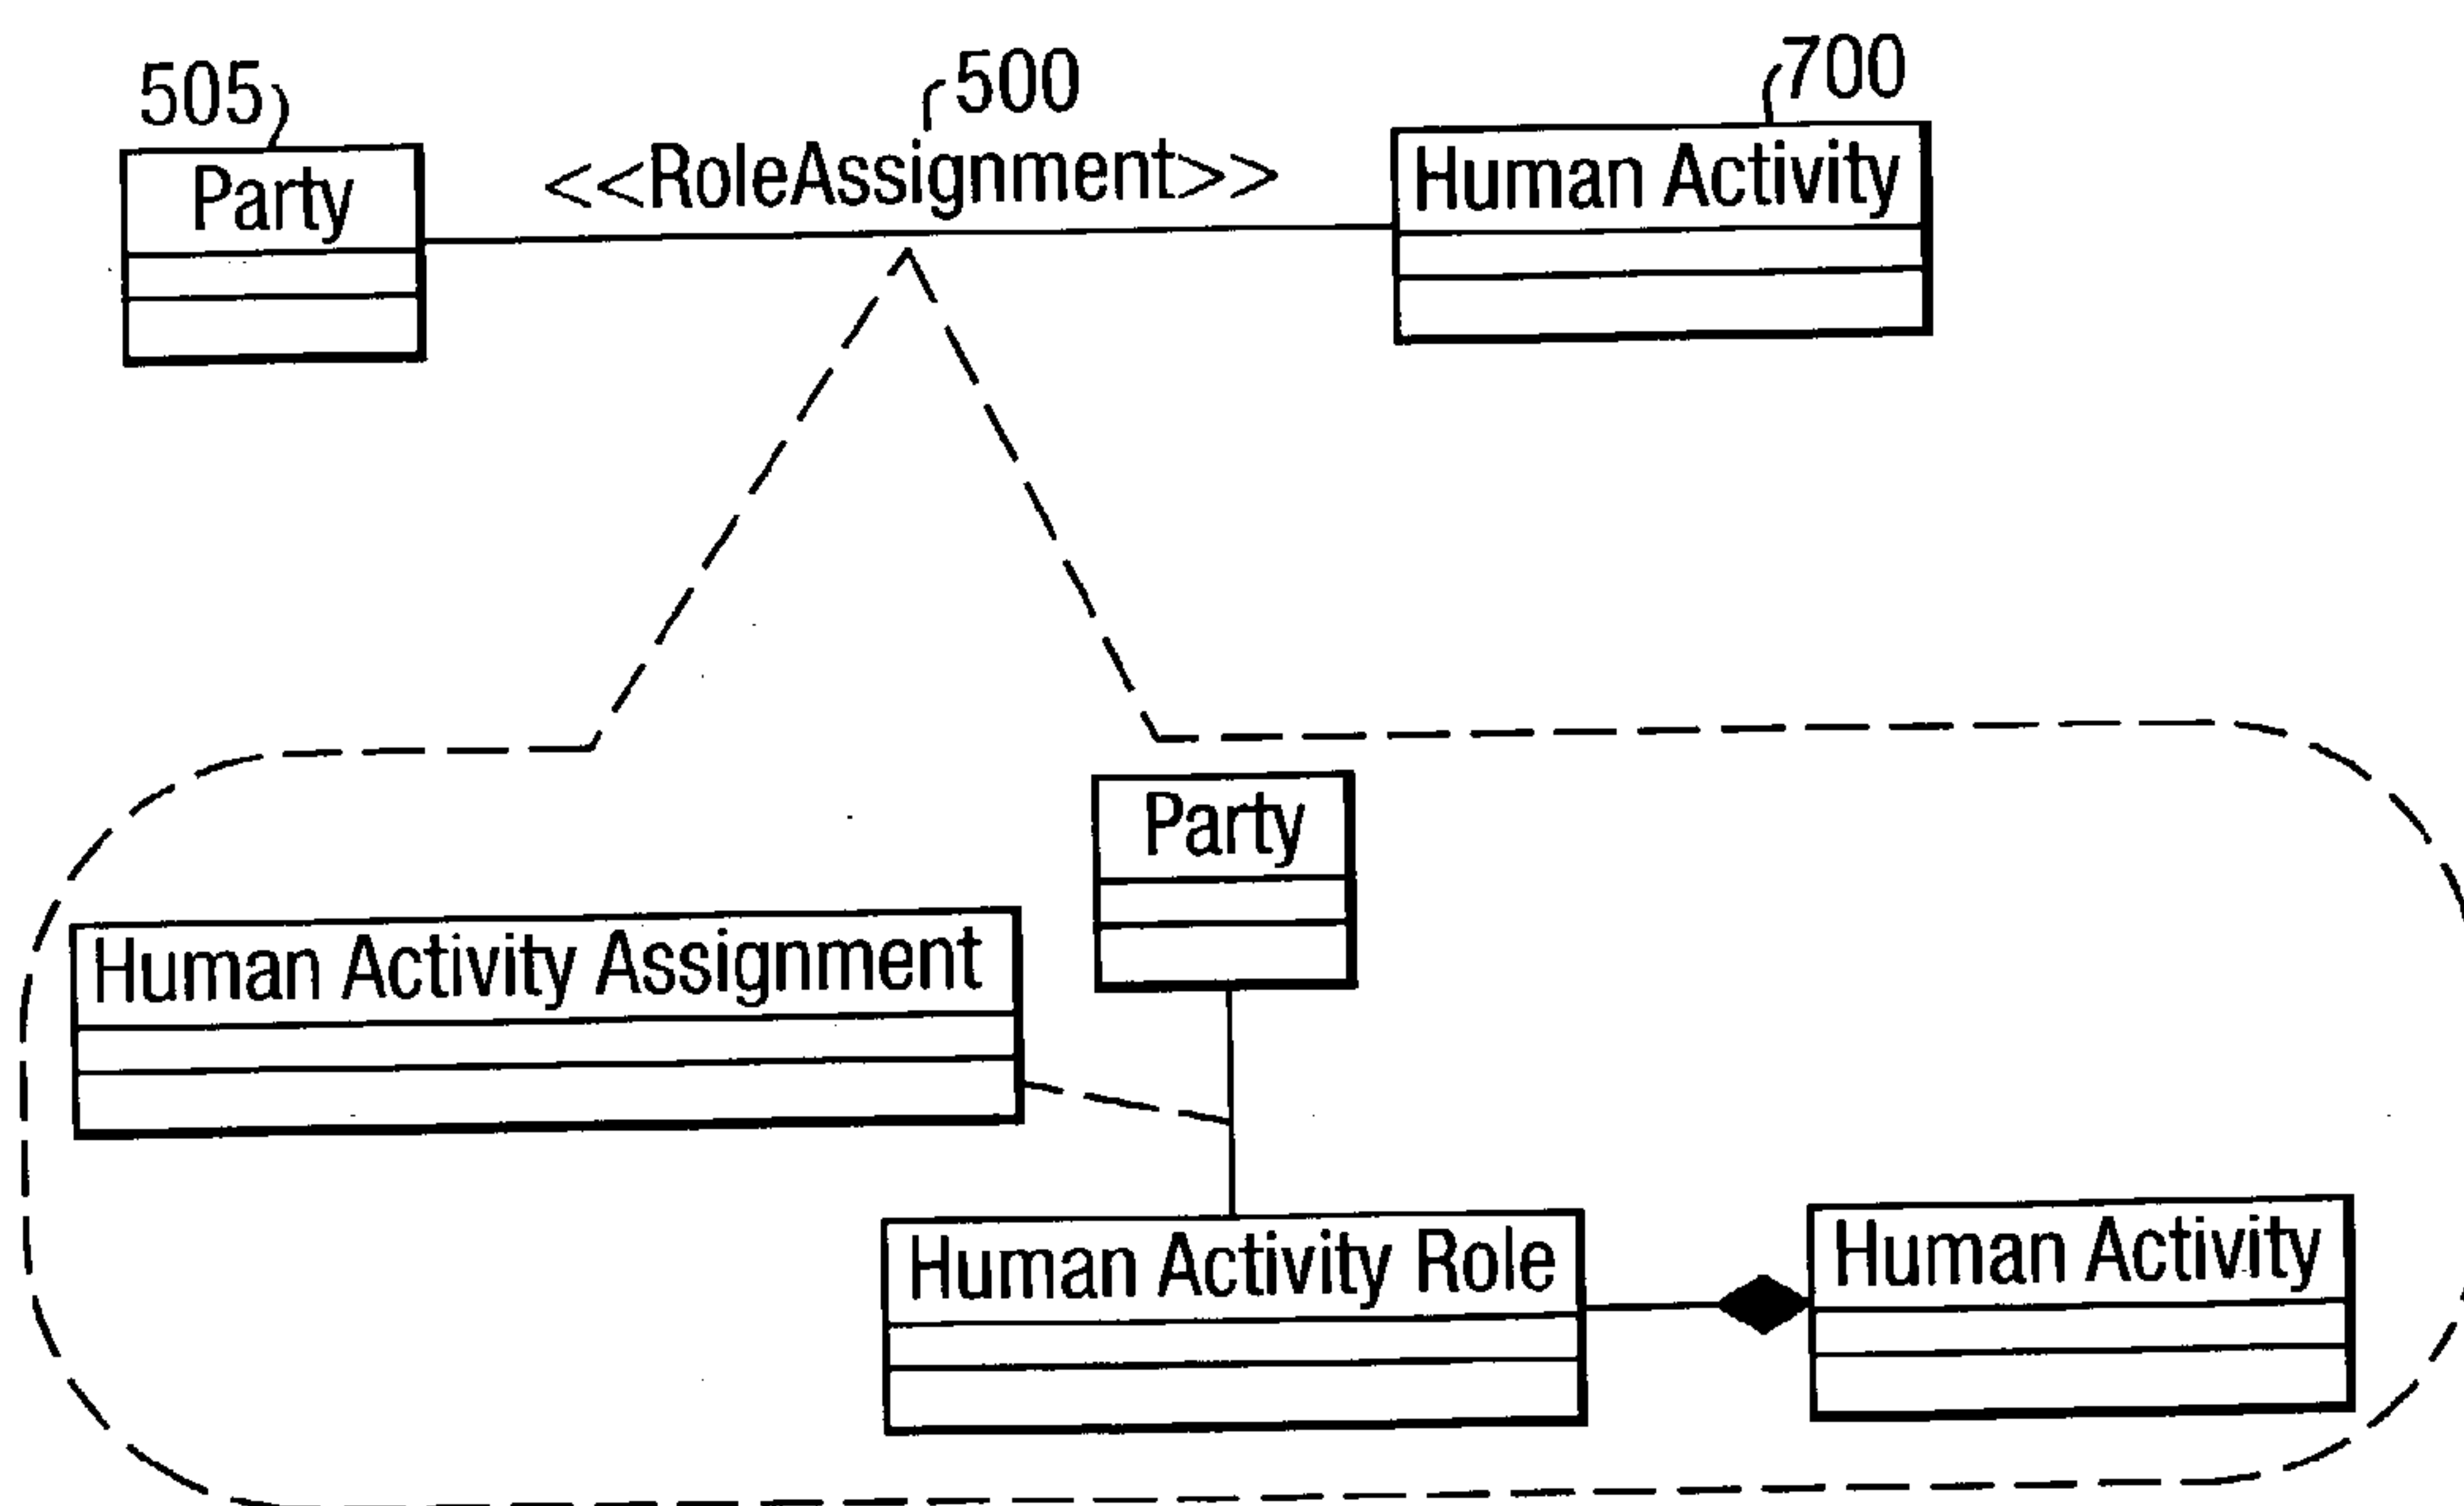 505
500
700
Party
<<RoleAssignment>>
Human Activity
Party
Human Activity Assignment
Human Activity Role
Human Activity